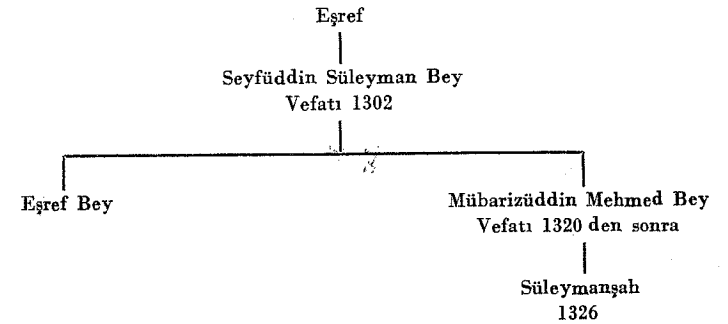 Eşref
Seyfüddin Süleyman Bey
Vefatı 1302
Eşref Bey
Mübarizüddin Mehmed Bey
Vefatı 1320 den sonra
Süleymanşah
1326